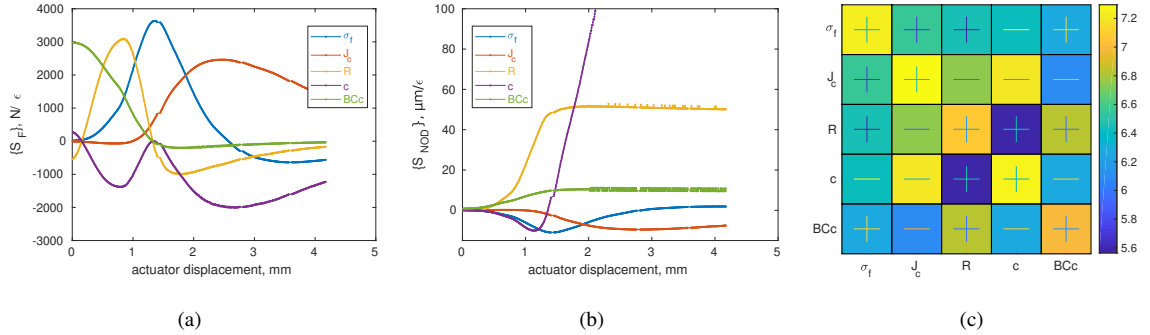 4000
3000
2000
1000
0
-1000
-2000
-3000
0 1 2 3 4 5
{S_F}, N/ ϵ
actuator displacement, mm
σ_f
J_c
R
c
BCc
(a)
100
80
60
40
20
0
0 1 2 3 4 5
{S_NOD}, μm/ϵ
actuator displacement, mm
σ_f
J_c
R
c
BCc
(b)
σ_f
J_c
R
c
BCc
σ_f J_c R c BCc
7.2
7
6.8
6.6
6.4
6.2
6
5.8
5.6
(c)